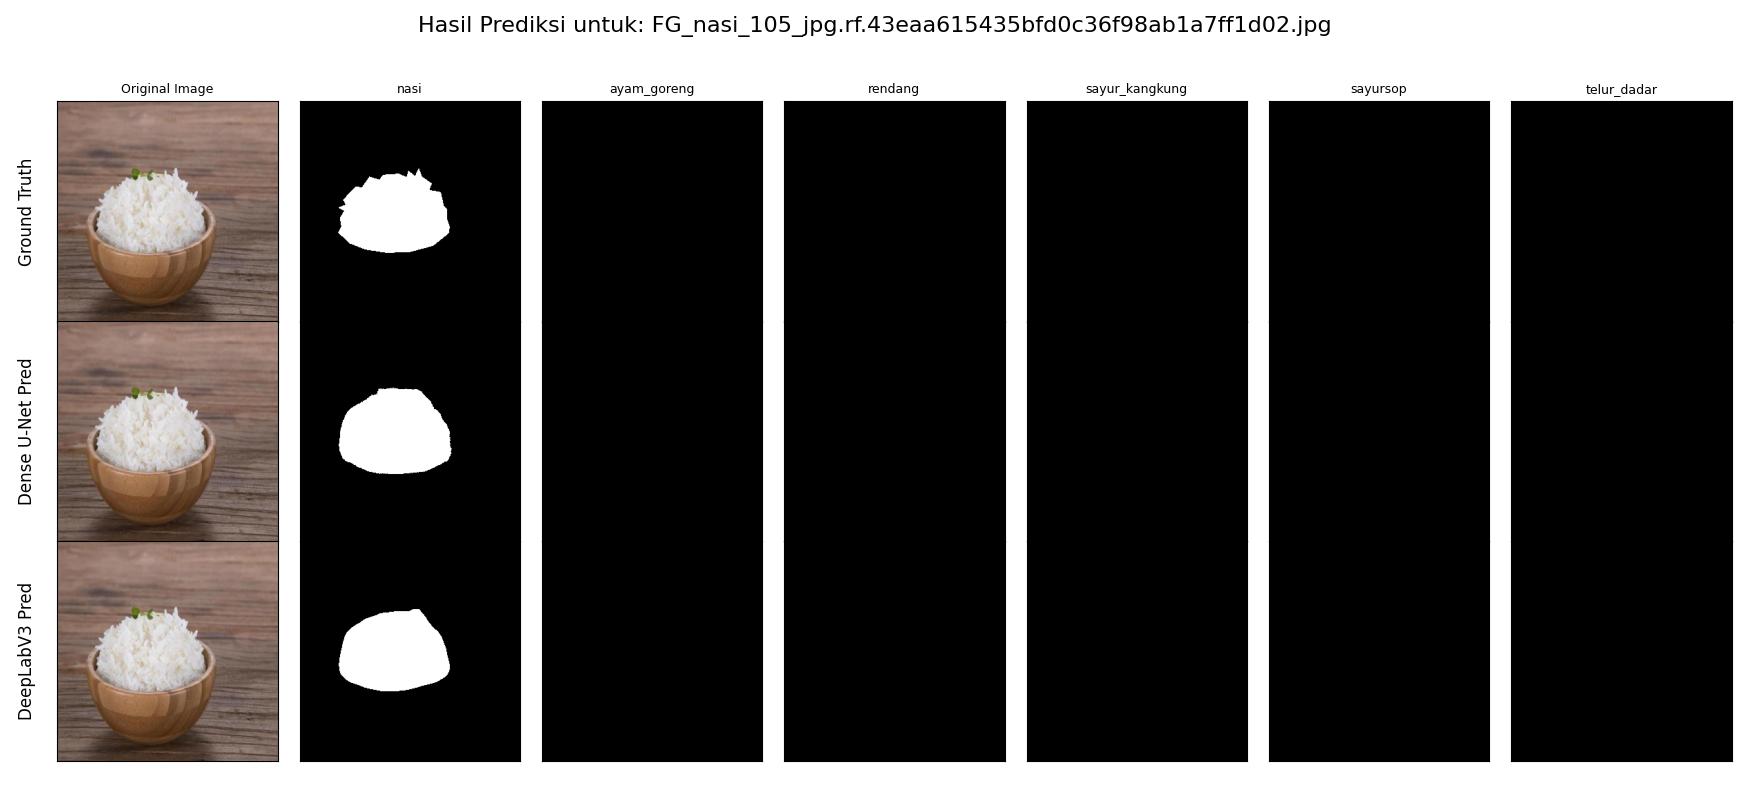 Hasil Prediksi untuk: FG_nasi_105_jpg.rf.43eaa615435bfd0c36f98ab1a7ff1d02.jpg
Original Image
nasi
ayam_goreng
rendang
sayur_kangkung
sayursop
telur_dadar
Ground Truth
Dense U-Net Pred
DeepLabV3 Pred